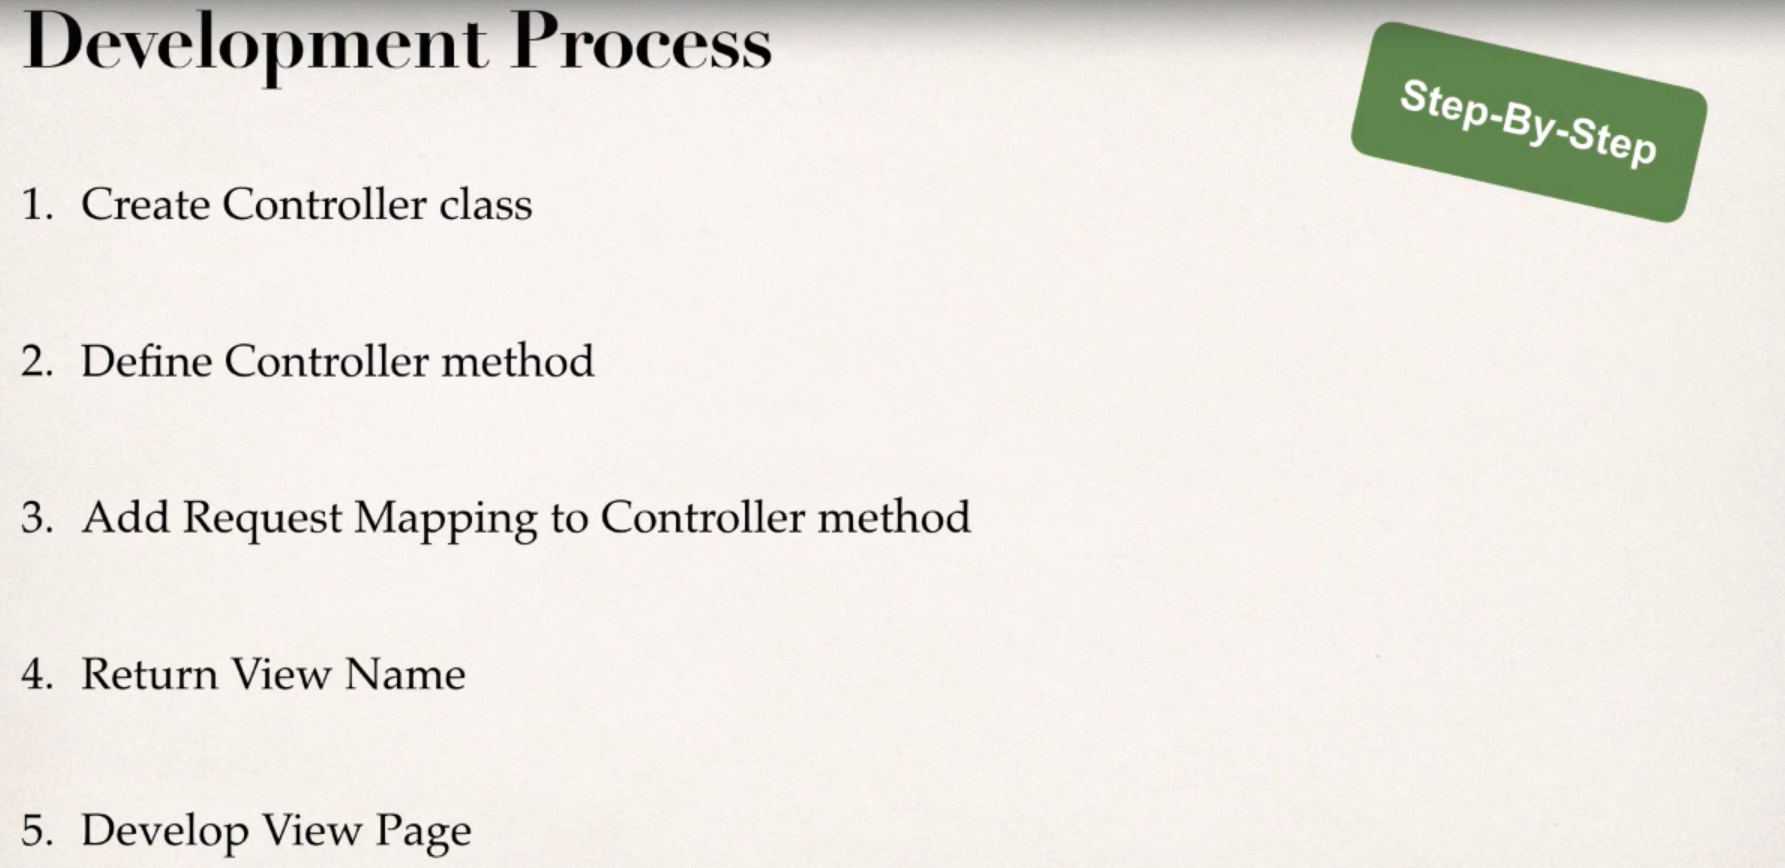 Development Process
Step-By-Step
1. Create Controller class
2. Define Controller method
3. Add Request Mapping to Controller method
4. Return View Name
5. Develop View Page